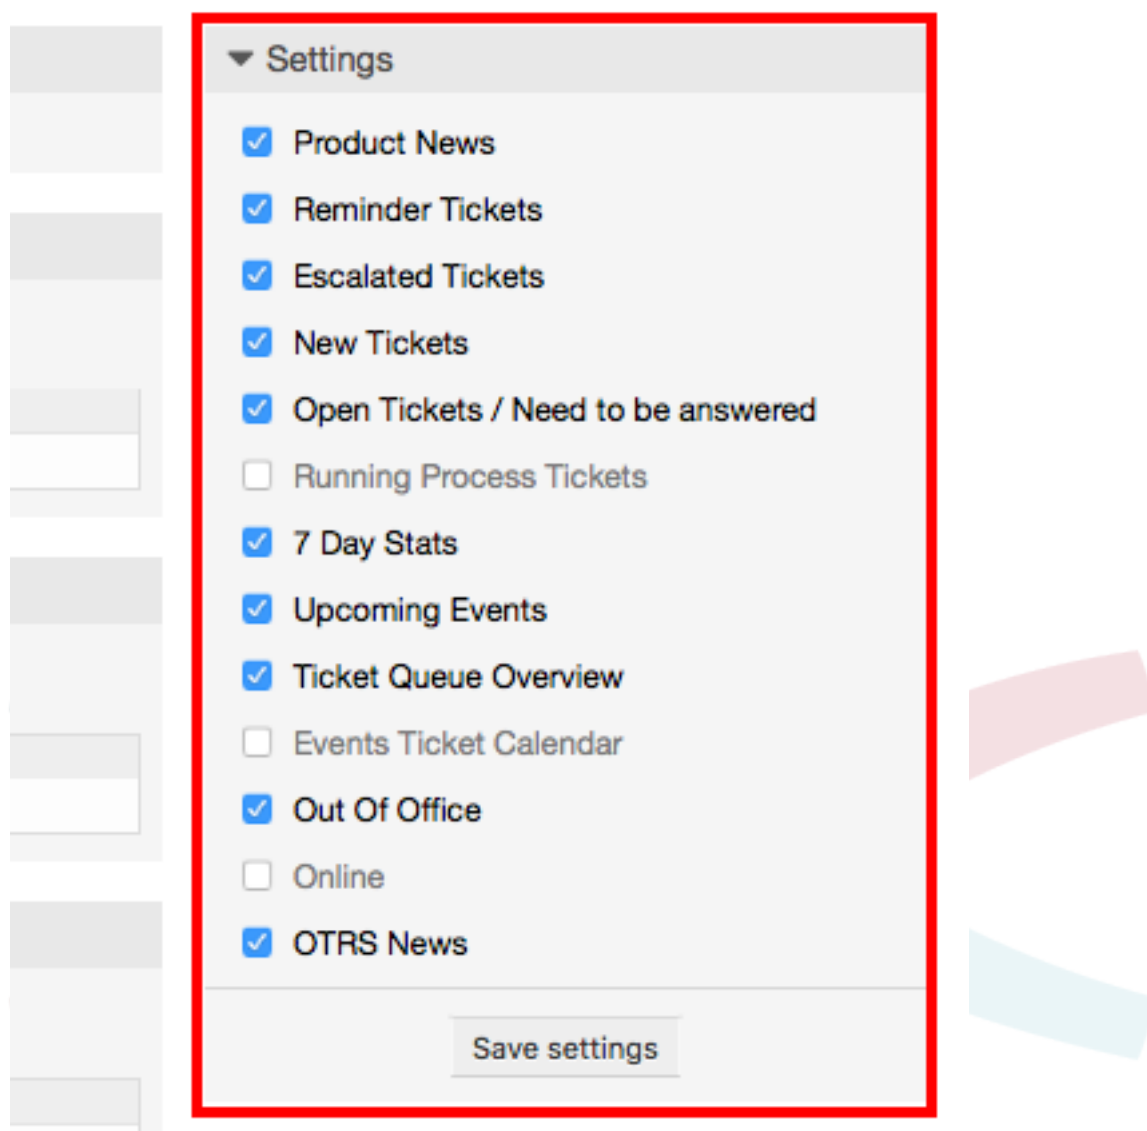 Settings
Product News
Reminder Tickets
Escalated Tickets
New Tickets
Open Tickets / Need to be answered
Running Process Tickets
7 Day Stats
Upcoming Events
Ticket Queue Overview
Events Ticket Calendar
Out Of Office
Online
OTRS News
Save settings